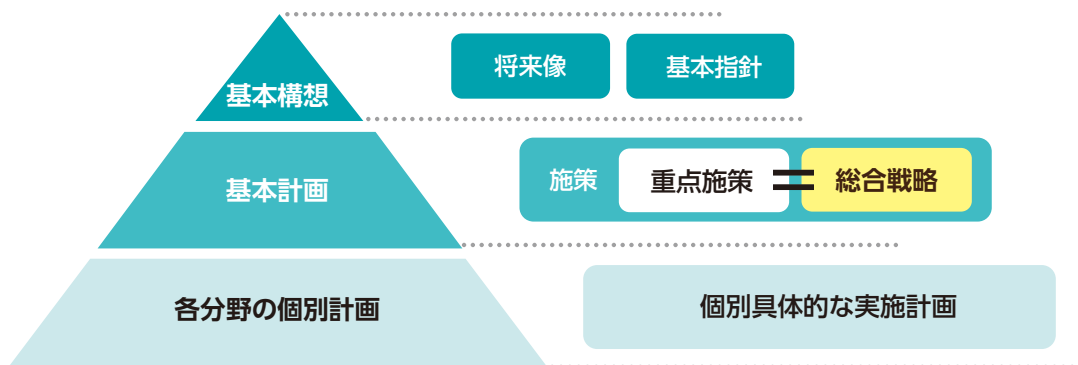 基本構想
将来像
基本指針
基本計画
施策
重点施策 = 総合戦略
各分野の個別計画
個別具体的な実施計画